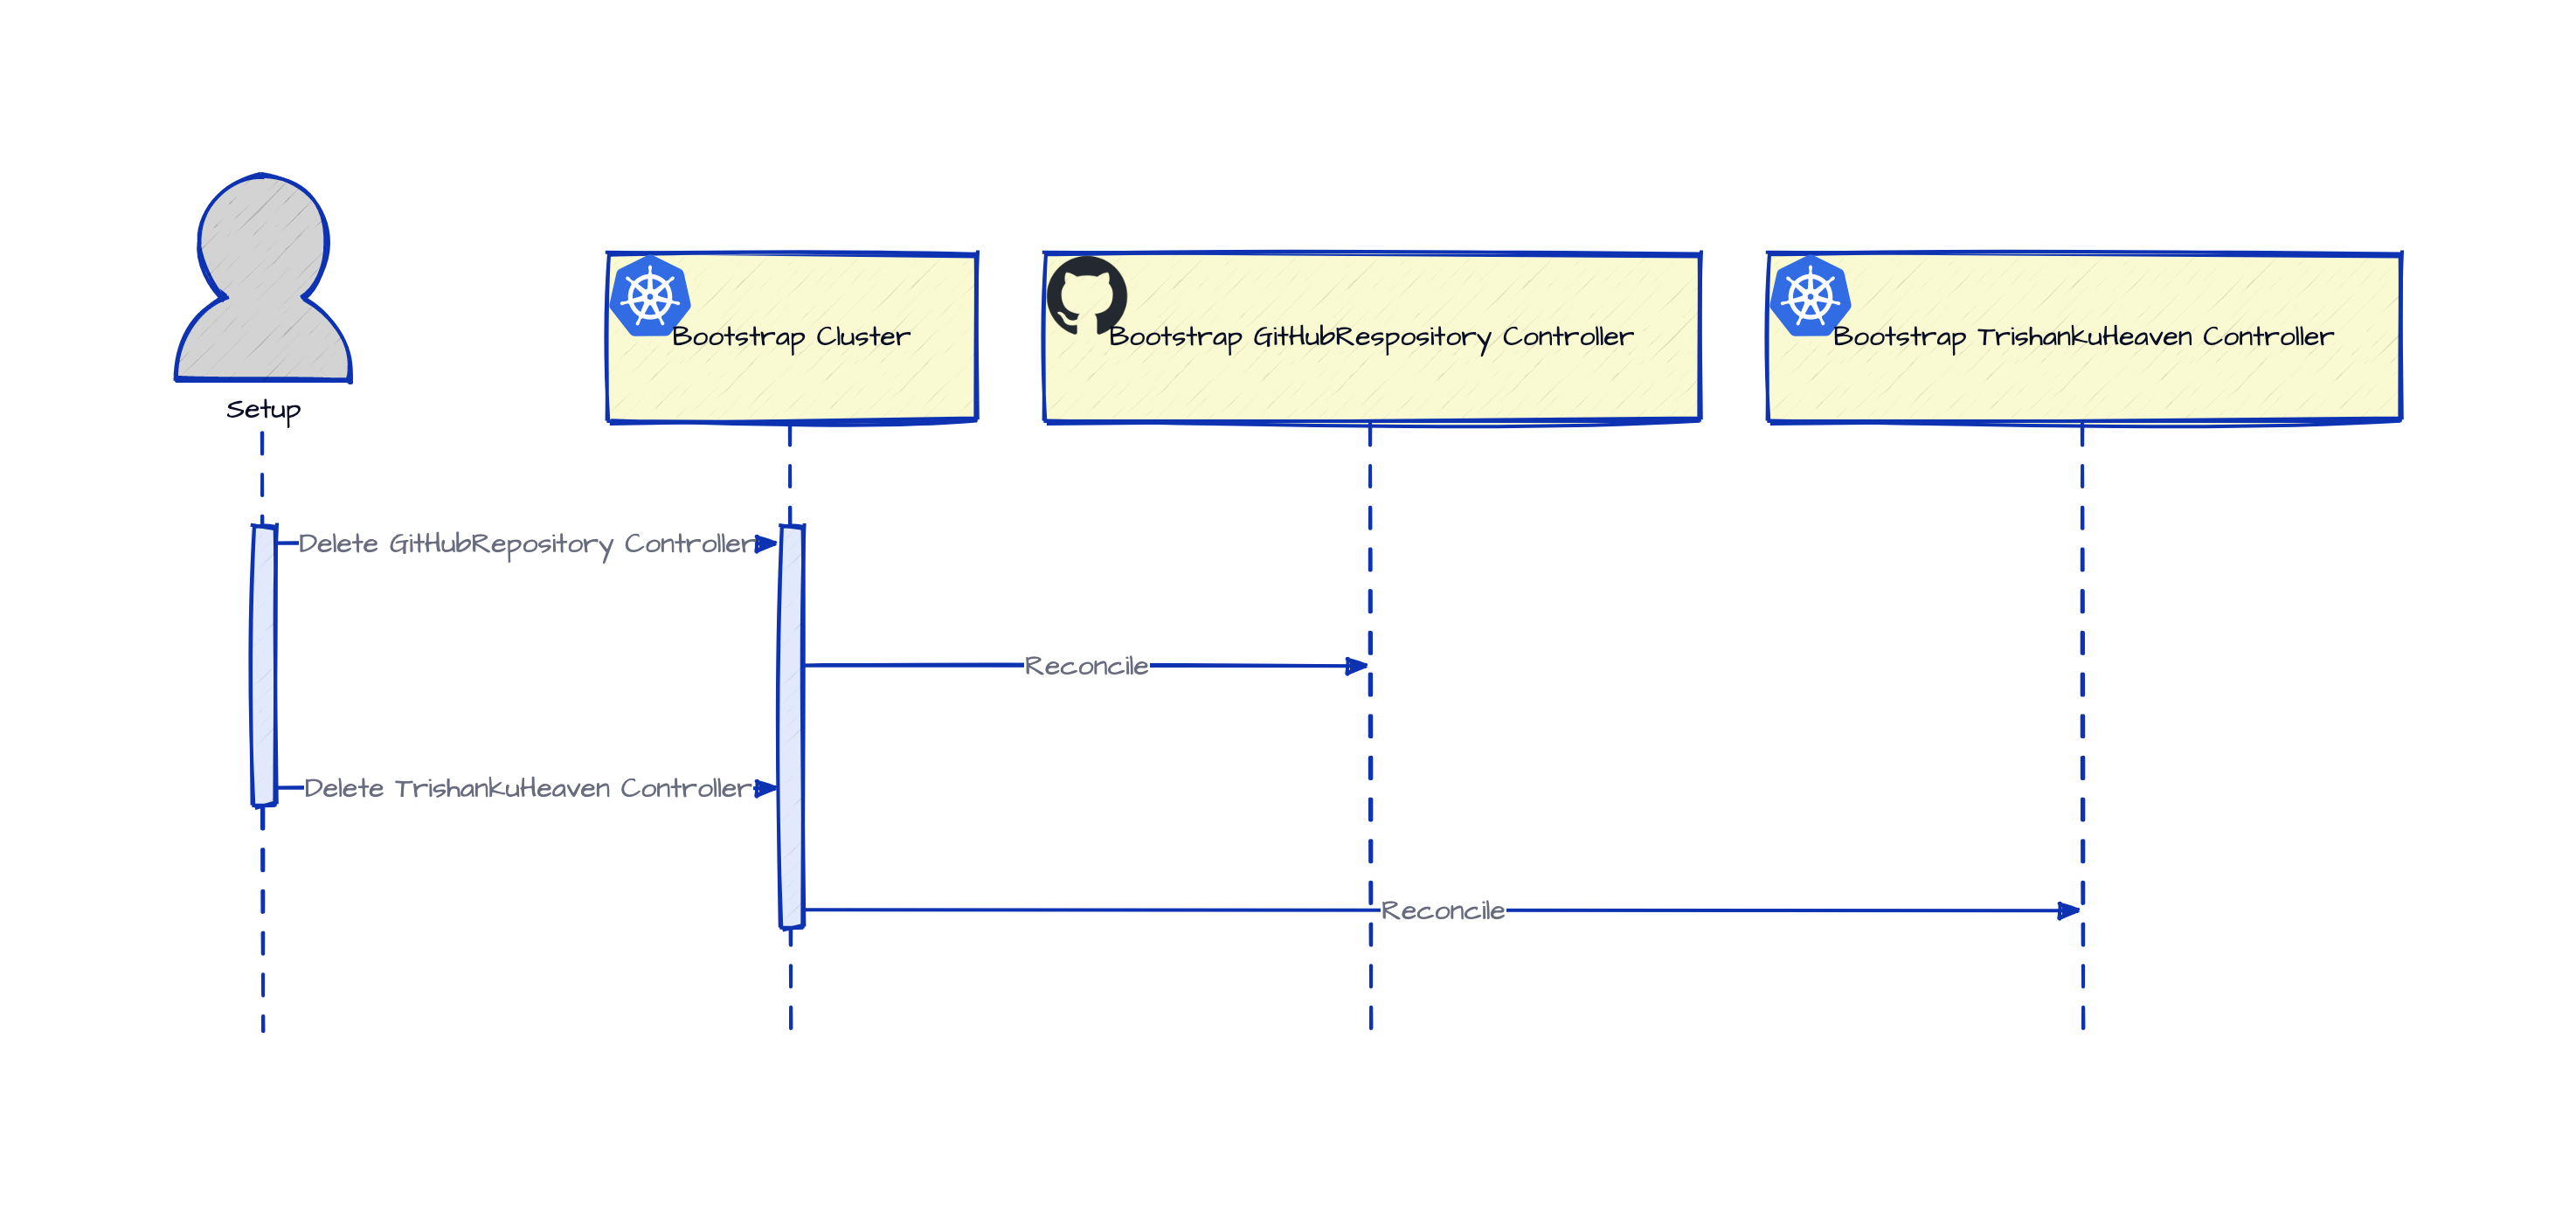 Setup
Bootstrap Cluster
Bootstrap GitHubRespository Controller
Bootstrap TrishankuHeaven Controller
Delete GitHubRepository Controller
Reconcile
Delete TrishankuHeaven Controller
Reconcile